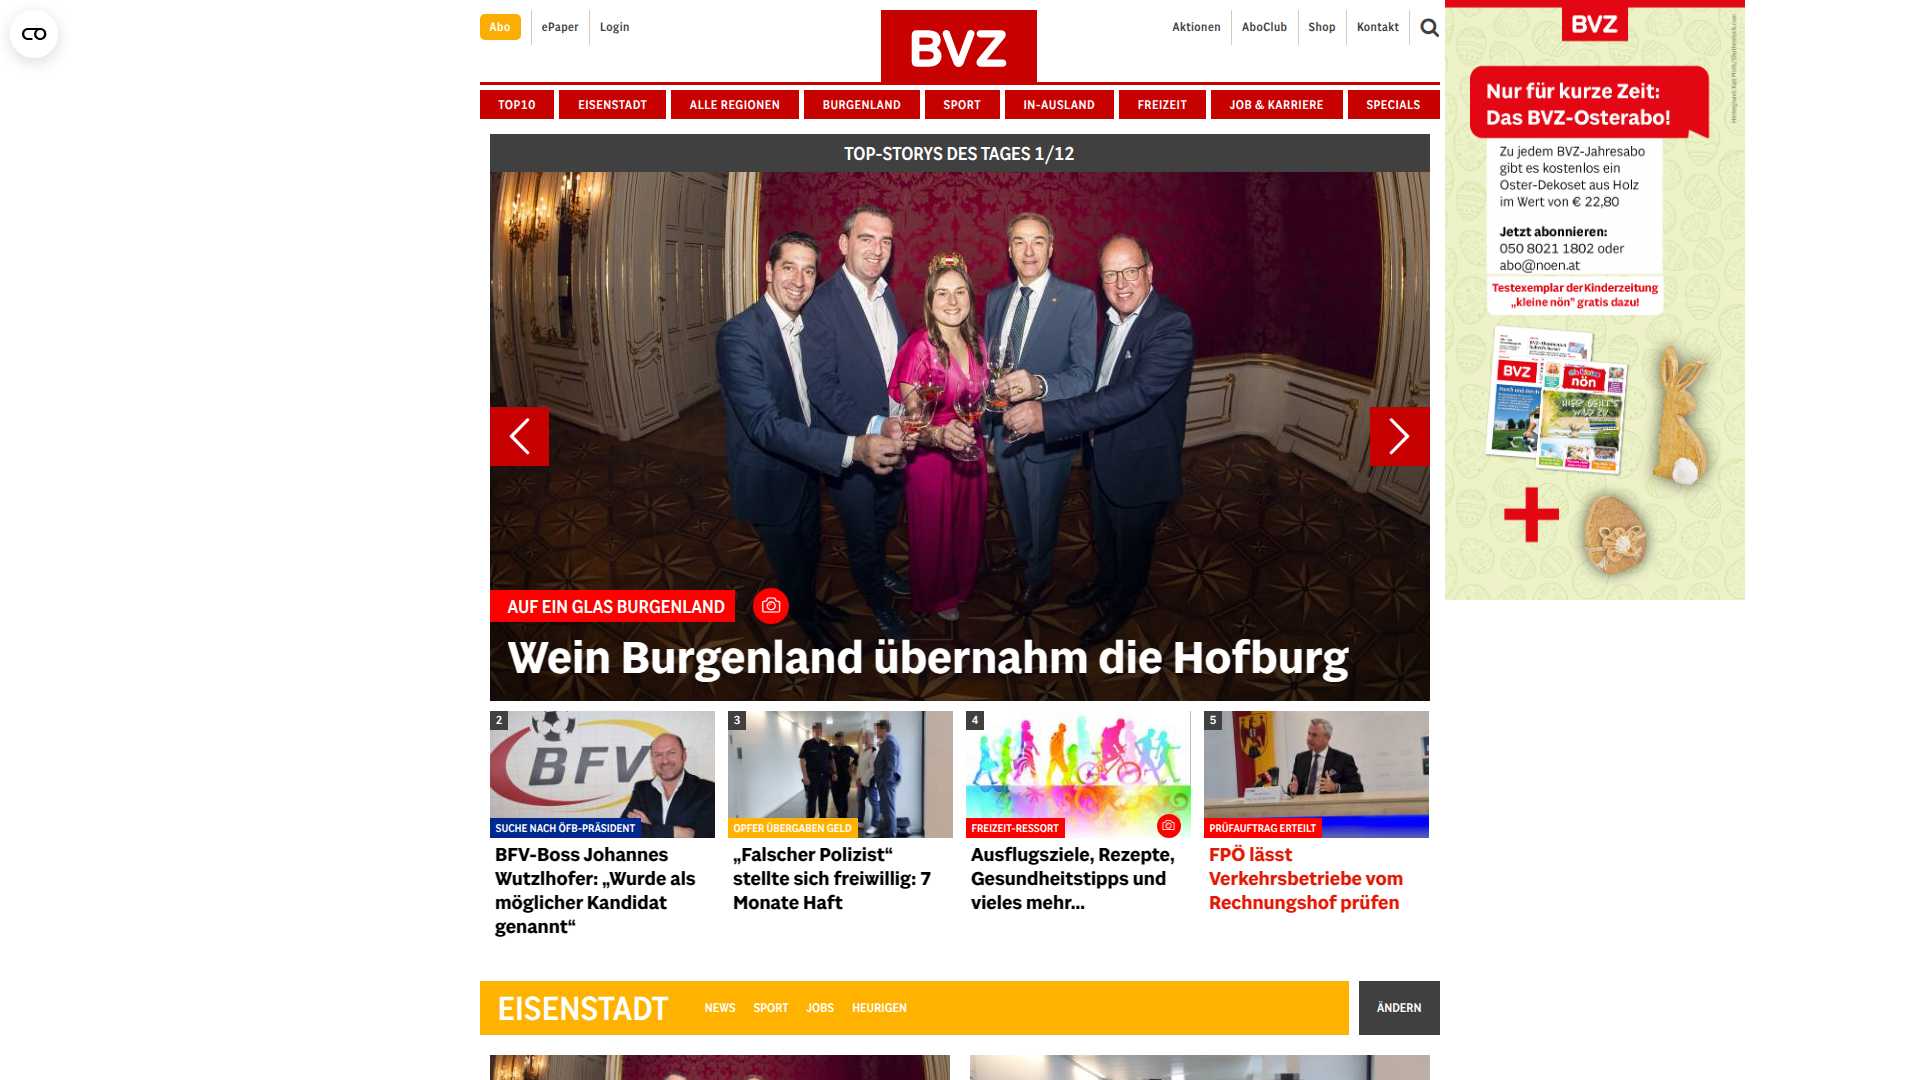 Abo
ePaper
Login
BVZ
Aktionen
AboClub
Shop
Kontakt
TOP10
EISENSTADT
ALLE REGIONEN
BURGENLAND
SPORT
IN-AUSLAND
FREIZEIT
JOB & KARRIERE
SPECIALS
TOP-STORYS DES TAGES 1/12
AUF EIN GLAS BURGENLAND
Wein Burgenland übernahm die Hofburg
2
BFV
SUCHE NACH ÖFB-PRÄSIDENT
BFV-Boss Johannes
Wutzlhofer: „Wurde als
möglicher Kandidat
genannt“
3
OPFER ÜBERGABEN GELD
„Falscher Polizist“
stellte sich freiwillig: 7
Monate Haft
4
FREIZEIT-RESSORT
Ausflugsziele, Rezepte,
Gesundheitstipps und
vieles mehr...
5
PRÜFAUFTRAG ERTEILT
FPÖ lässt
Verkehrsbetriebe vom
Rechnungshof prüfen
EISENSTADT
NEWS
SPORT
JOBS
HEURIGEN
ÄNDERN
BVZ
Nur für kurze Zeit:
Das BVZ-Osterabo!
Zu jedem BVZ-Jahresabo
gibt es kostenlos ein
Oster-Dekoset aus Holz
im Wert von € 22,80
Jetzt abonnieren:
050 8021 1802 oder
abo@noen.at
Testexemplar der Kinderzeitung
„kleine nön“ gratis dazu!
BVZ
nön